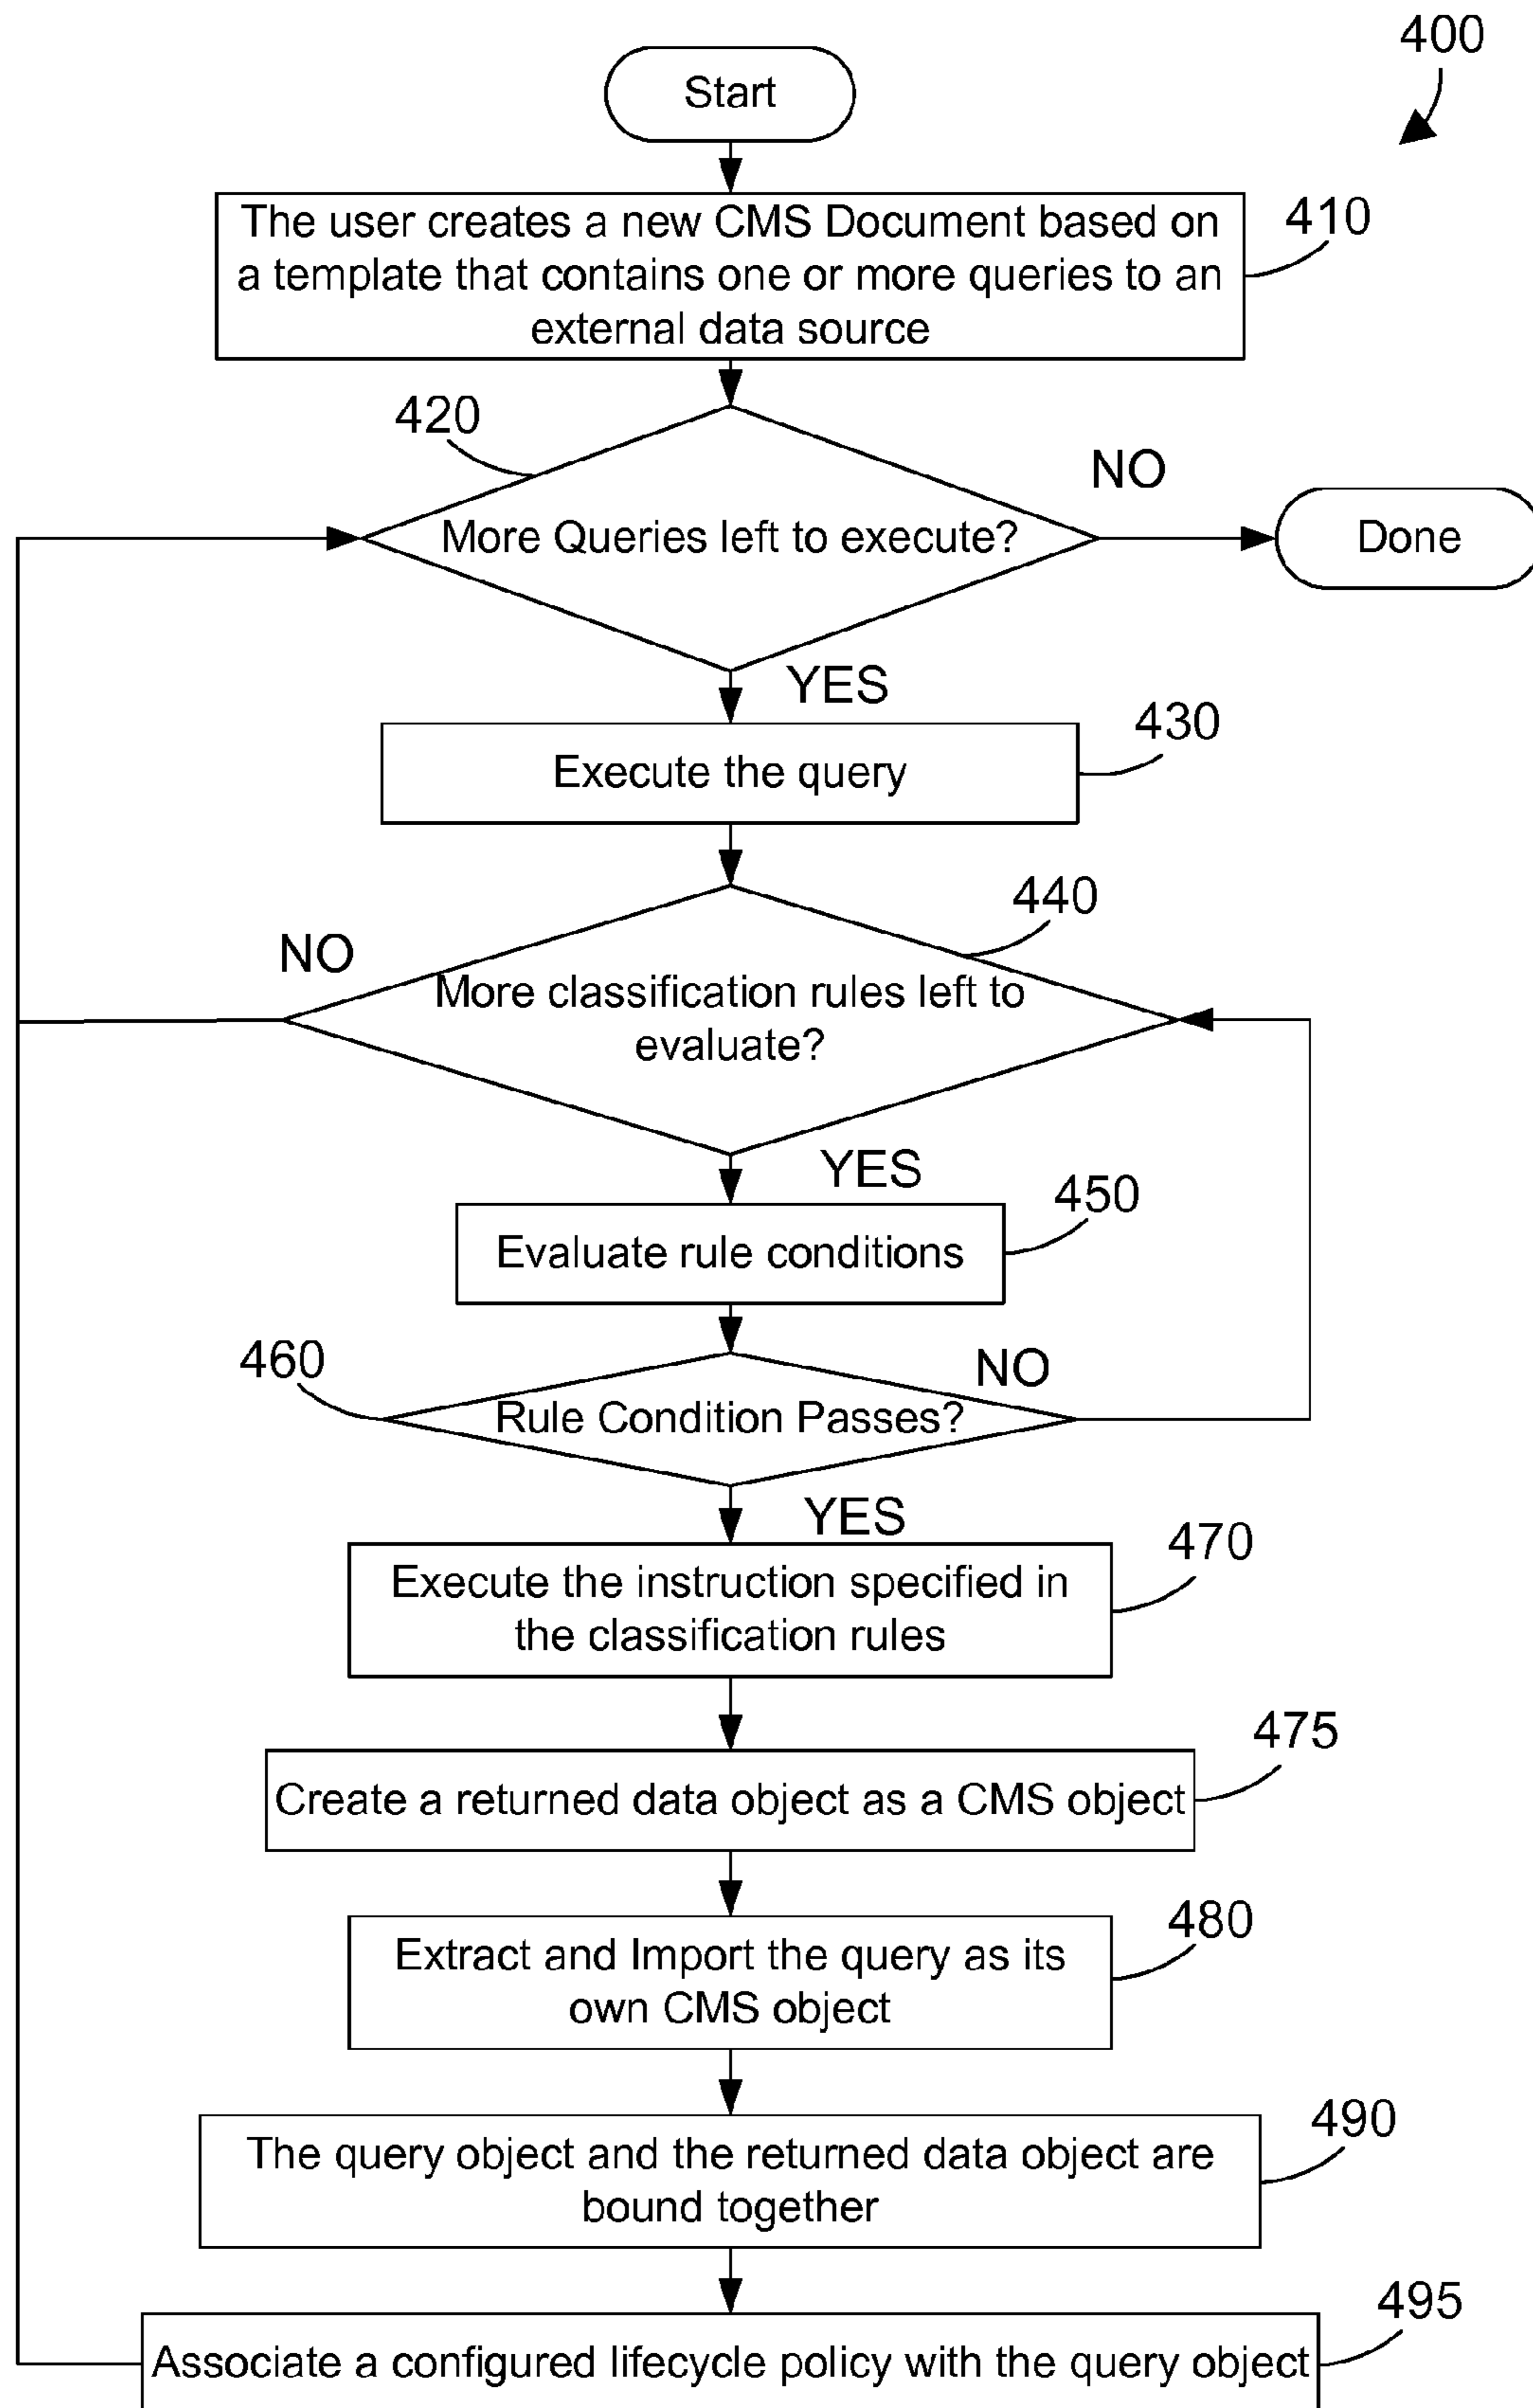 400
Start
The user creates a new CMS Document based on
a template that contains one or more queries to an
external data source
410
420
NO
More Queries left to execute?
Done
YES
430
Execute the query
440
NO
More classification rules left to
evaluate?
YES
450
Evaluate rule conditions
460
NO
Rule Condition Passes?
YES
470
Execute the instruction specified in
the classification rules
475
Create a returned data object as a CMS object
480
Extract and Import the query as its
own CMS object
490
The query object and the returned data object are
bound together
495
Associate a configured lifecycle policy with the query object